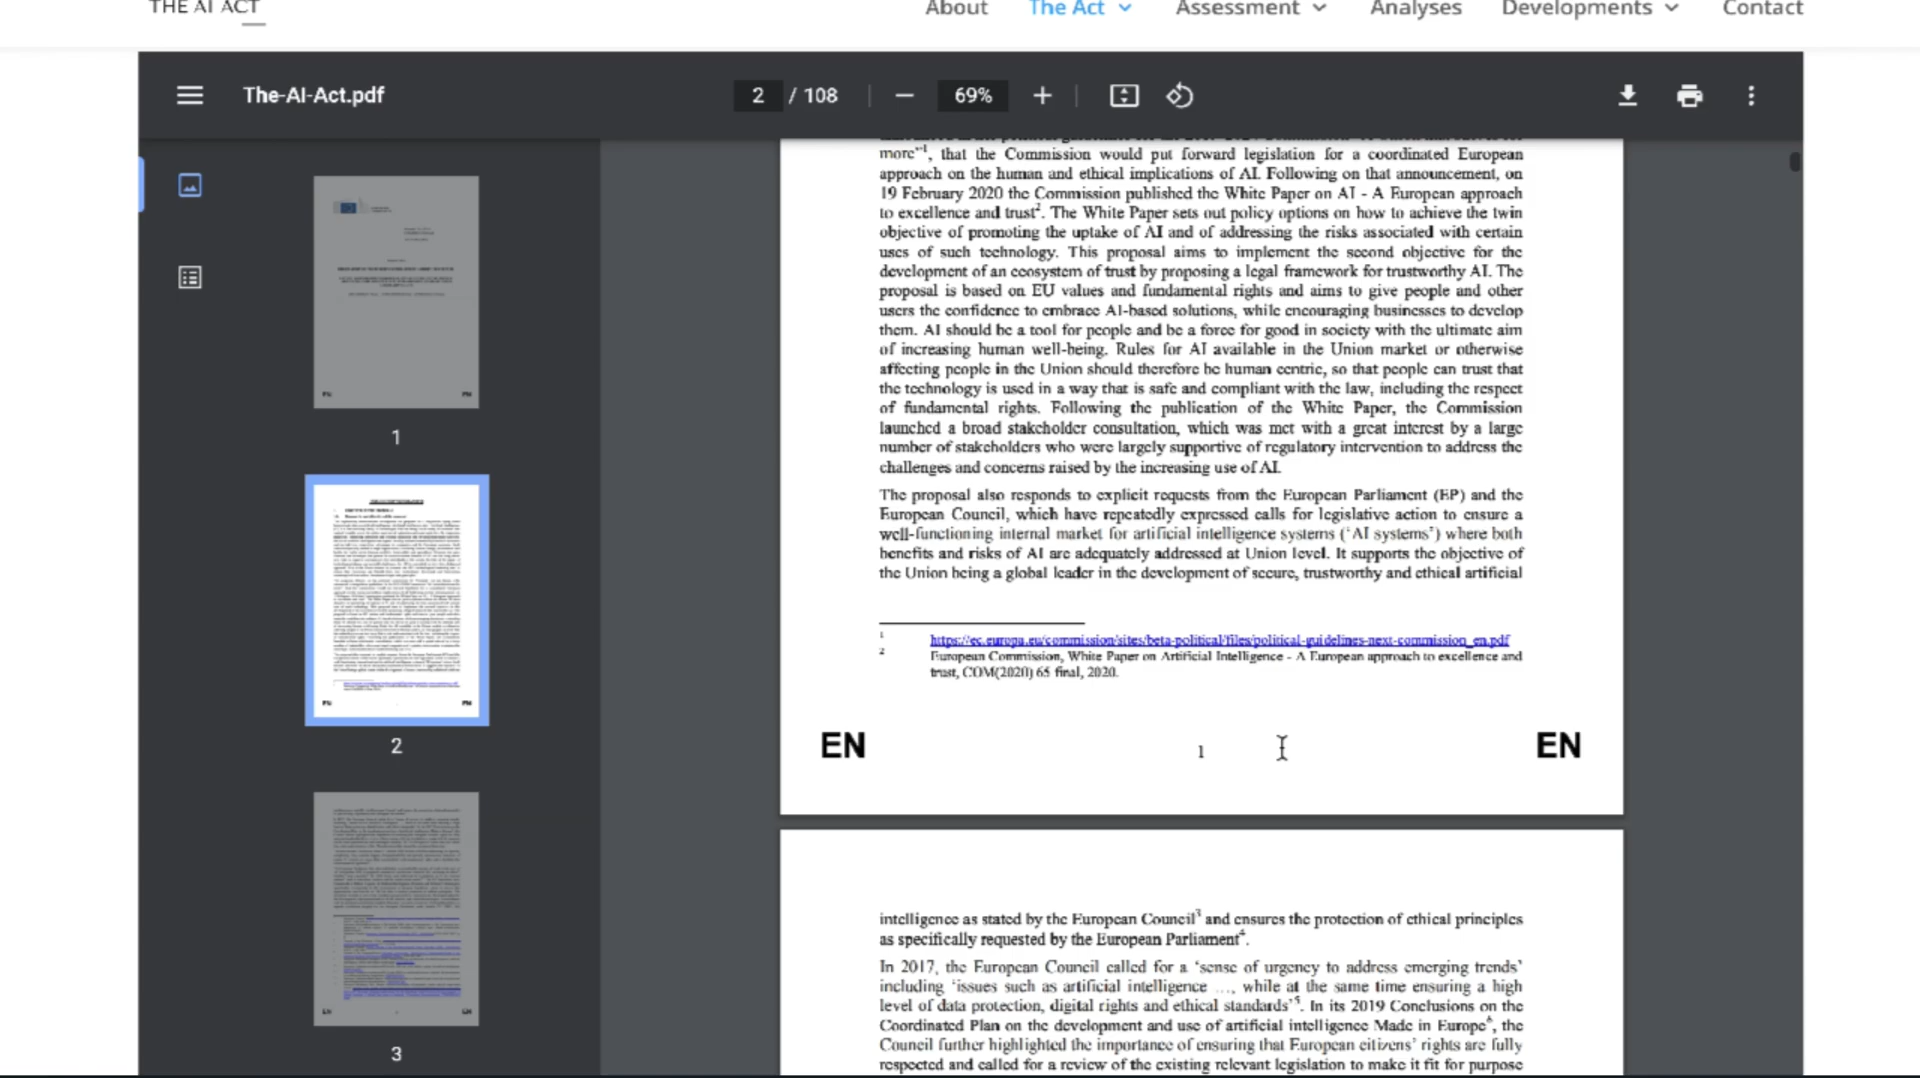 THE AI ACT
About The Act Assessment Analyses Developments Contact
The-AI-Act.pdf
2 / 108
69%
1
2
3
more”1, that the Commission would put forward legislation for a coordinated European
approach on the human and ethical implications of AI. Following on that announcement, on
19 February 2020 the Commission published the White Paper on AI - A European approach
to excellence and trust2. The White Paper sets out policy options on how to achieve the twin
objective of promoting the uptake of AI and of addressing the risks associated with certain
uses of such technology. This proposal aims to implement the second objective for the
development of an ecosystem of trust by proposing a legal framework for trustworthy AI. The
proposal is based on EU values and fundamental rights and aims to give people and other
users the confidence to embrace AI-based solutions, while encouraging businesses to develop
them. AI should be a tool for people and be a force for good in society with the ultimate aim
of increasing human well-being. Rules for AI available in the Union market or otherwise
affecting people in the Union should therefore be human centric, so that people can trust that
the technology is used in a way that is safe and compliant with the law, including the respect
of fundamental rights. Following the publication of the White Paper, the Commission
launched a broad stakeholder consultation, which was met with a great interest by a large
number of stakeholders who were largely supportive of regulatory intervention to address the
challenges and concerns raised by the increasing use of AI.
The proposal also responds to explicit requests from the European Parliament (EP) and the
European Council, which have repeatedly expressed calls for legislative action to ensure a
well-functioning internal market for artificial intelligence systems (‘AI systems’) where both
benefits and risks of AI are adequately addressed at Union level. It supports the objective of
the Union being a global leader in the development of secure, trustworthy and ethical artificial
1 https://ec.europa.eu/commission/sites/beta-political/files/political-guidelines-next-commission_en.pdf
2 European Commission, White Paper on Artificial Intelligence - A European approach to excellence and
trust, COM(2020) 65 final, 2020.
EN 1 EN
intelligence as stated by the European Council3 and ensures the protection of ethical principles
as specifically requested by the European Parliament4.
In 2017, the European Council called for a ‘sense of urgency to address emerging trends’
including ‘issues such as artificial intelligence …, while at the same time ensuring a high
level of data protection, digital rights and ethical standards’5. In its 2019 Conclusions on the
Coordinated Plan on the development and use of artificial intelligence Made in Europe6, the
Council further highlighted the importance of ensuring that European citizens’ rights are fully
respected and called for a review of the existing relevant legislation to make it fit for purpose